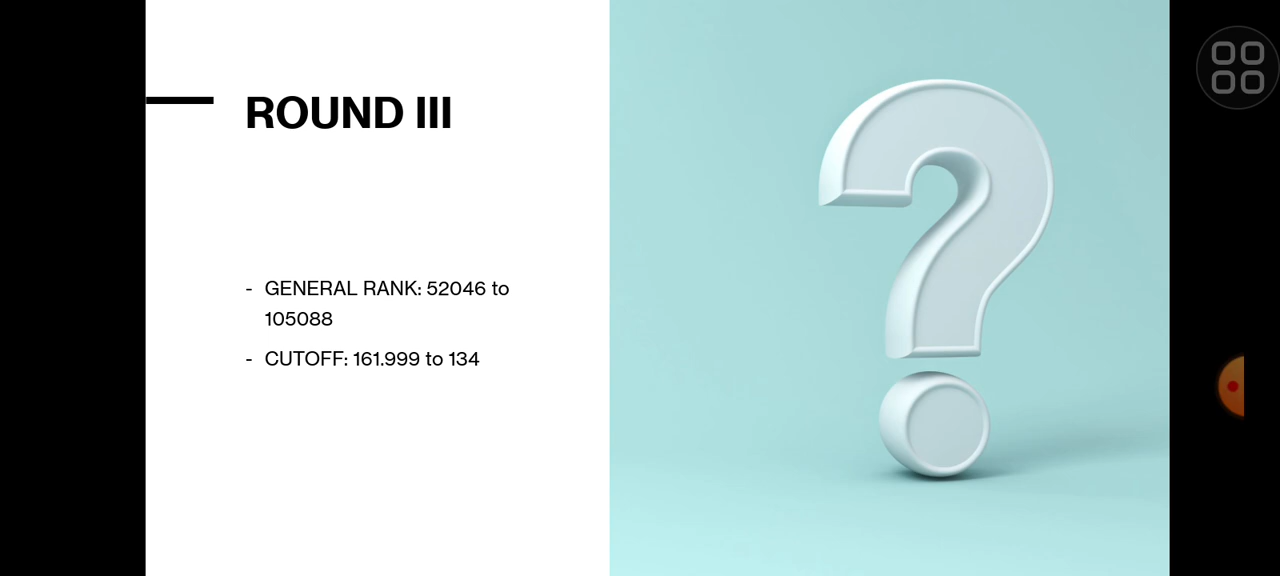 ROUND III
- GENERAL RANK: 52046 to
105088
- CUTOFF: 161.999 to 134